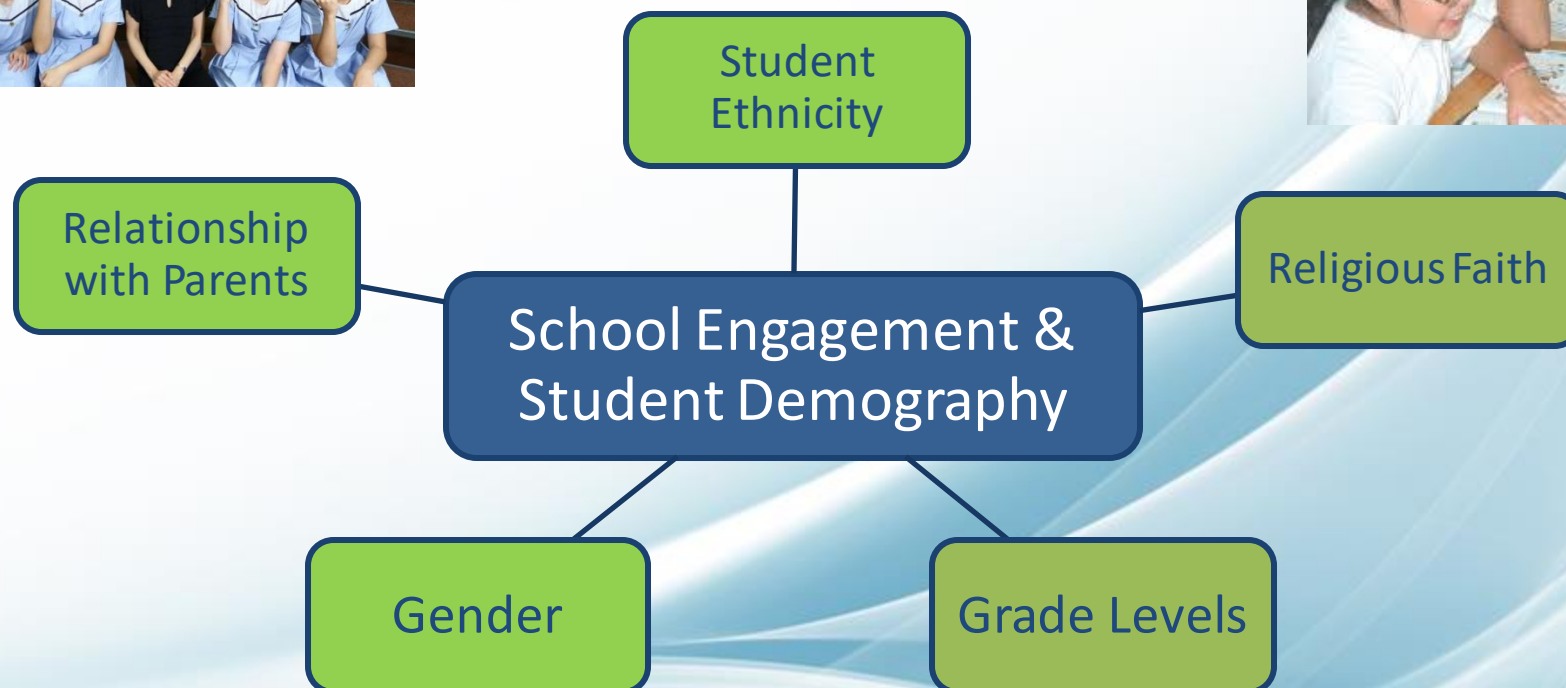 Student
Ethnicity
Relationship
with Parents
Religious Faith
School Engagement &
Student Demography
Gender
Grade Levels